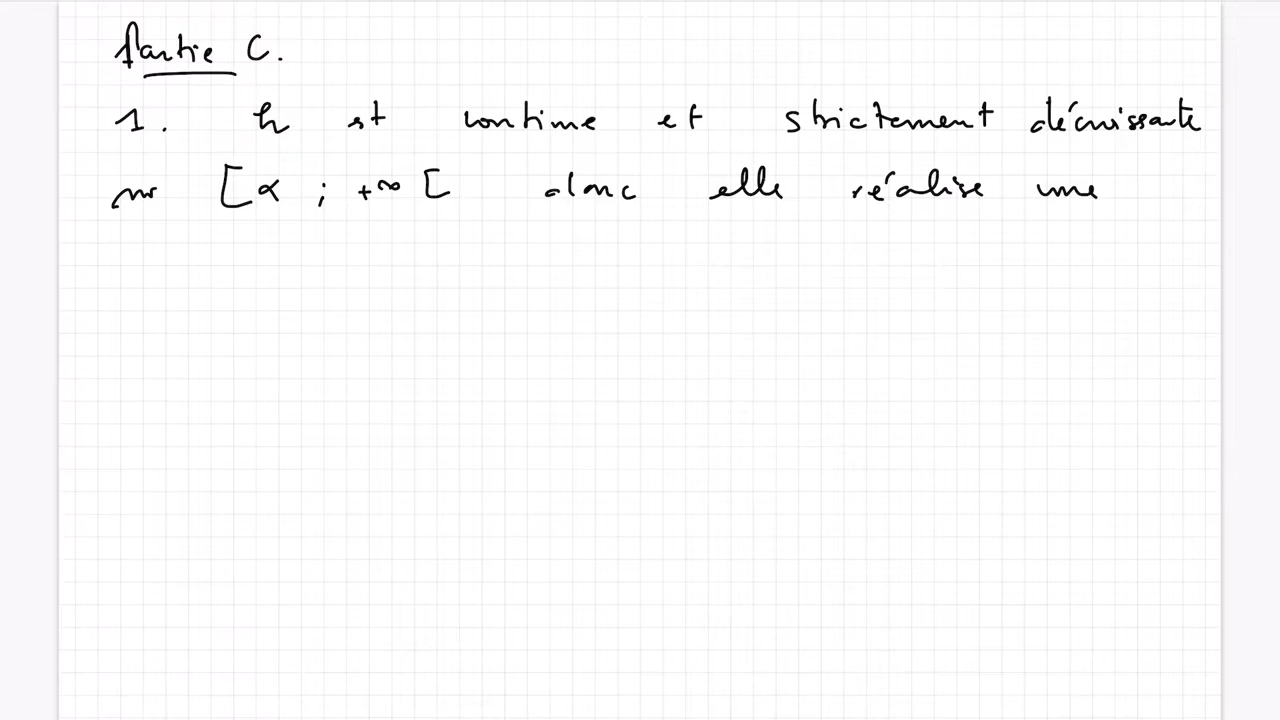 Partie C.
1. h est continue et strictement décroissante
sur [α ; +∞[ donc elle réalise une